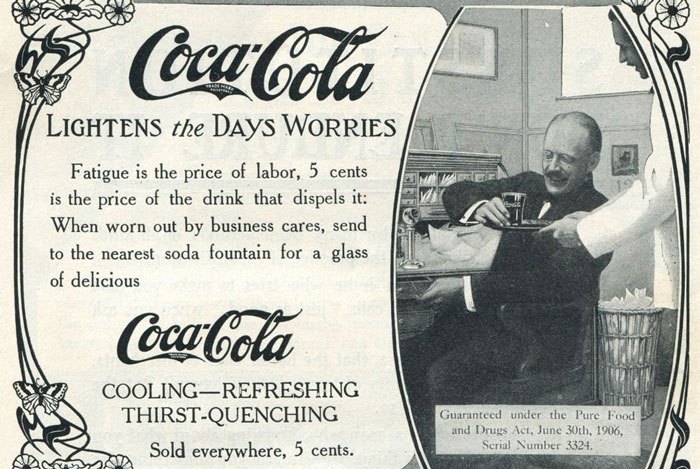 Coca-Cola
LIGHTENS the DAYS WORRIES
Fatigue is the price of labor, 5 cents
is the price of the drink that dispels it:
When worn out by business cares, send
to the nearest soda fountain for a glass
of delicious
Coca-Cola
COOLING—REFRESHING
THIRST-QUENCHING
Sold everywhere, 5 cents.
Guaranteed under the Pure Food
and Drugs Act, June 30th, 1906,
Serial Number 3324.